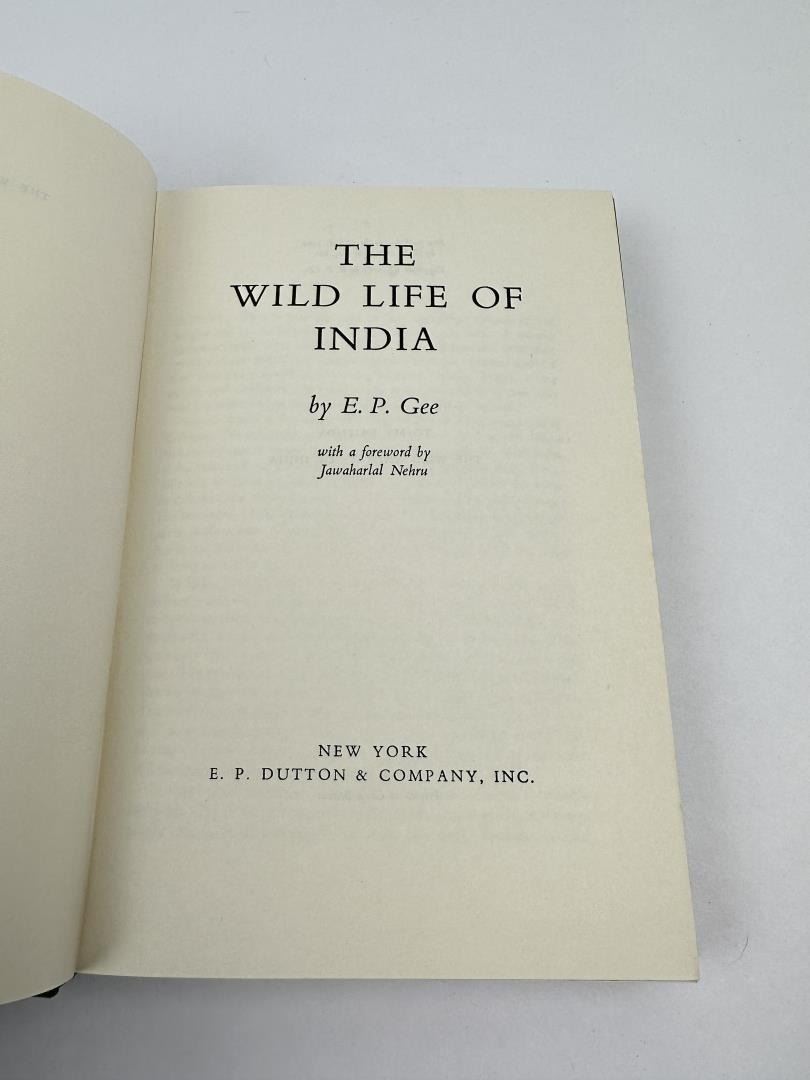 THE
WILD LIFE OF
INDIA
by E. P. Gee
with a foreword by
Jawaharlal Nehru
NEW YORK
E. P. DUTTON & COMPANY, INC.